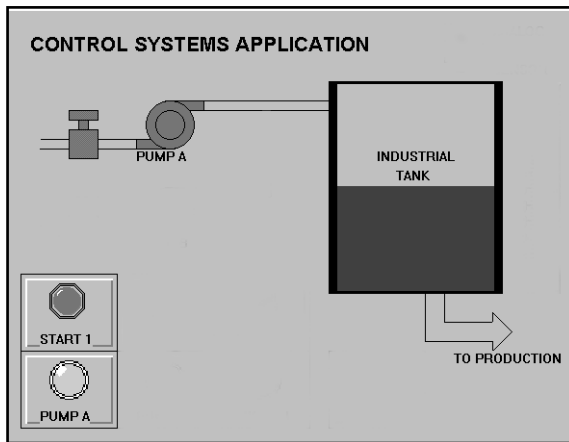 CONTROL SYSTEMS APPLICATION
PUMP A
INDUSTRIAL
TANK
START 1
TO PRODUCTION
PUMP A